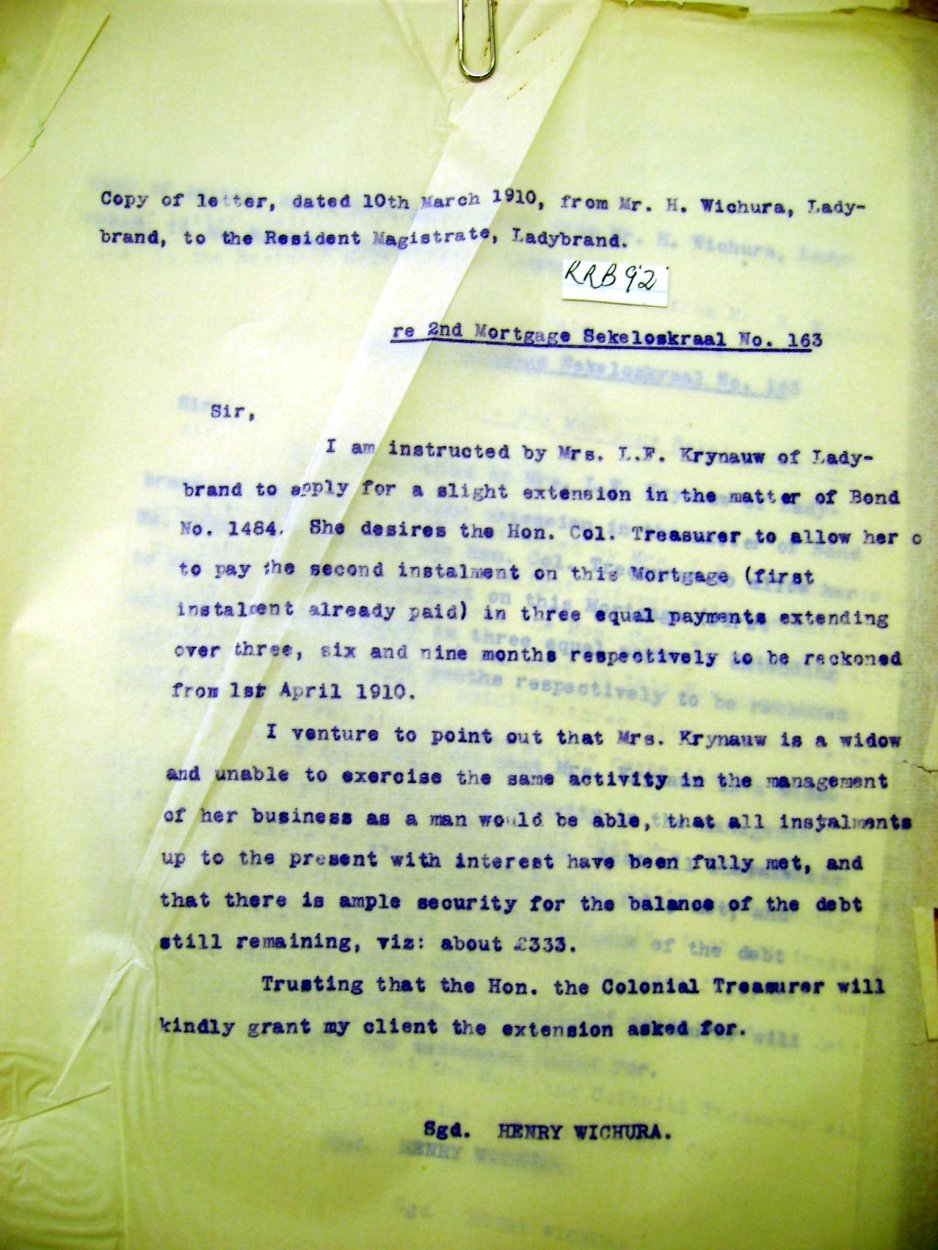 Copy of letter, dated 10th March 1910, from Mr. H. Wichura, Lady-
brand, to the Resident Magistrate, Ladybrand.
RRB92
re 2nd Mortgage Sekeloskraal No. 163
Sir,
I am instructed by Mrs. L.F. Krynauw of Lady-
brand to apply for a slight extension in the matter of Bond
No. 1484. She desires the Hon. Col. Treasurer to allow her
to pay the second instalment on this Mortgage (first
instalment already paid) in three equal payments extending
over three, six and nine months respectively to be reckoned
from 1st April 1910.
I venture to point out that Mrs. Krynauw is a widow
and unable to exercise the same activity in the management
of her business as a man would be able, that all instalments
up to the present with interest have been fully met, and
that there is ample security for the balance of the debt
still remaining, viz: about £333.
Trusting that the Hon. the Colonial Treasurer will
kindly grant my client the extension asked for.
Sgd. HENRY WICHURA.